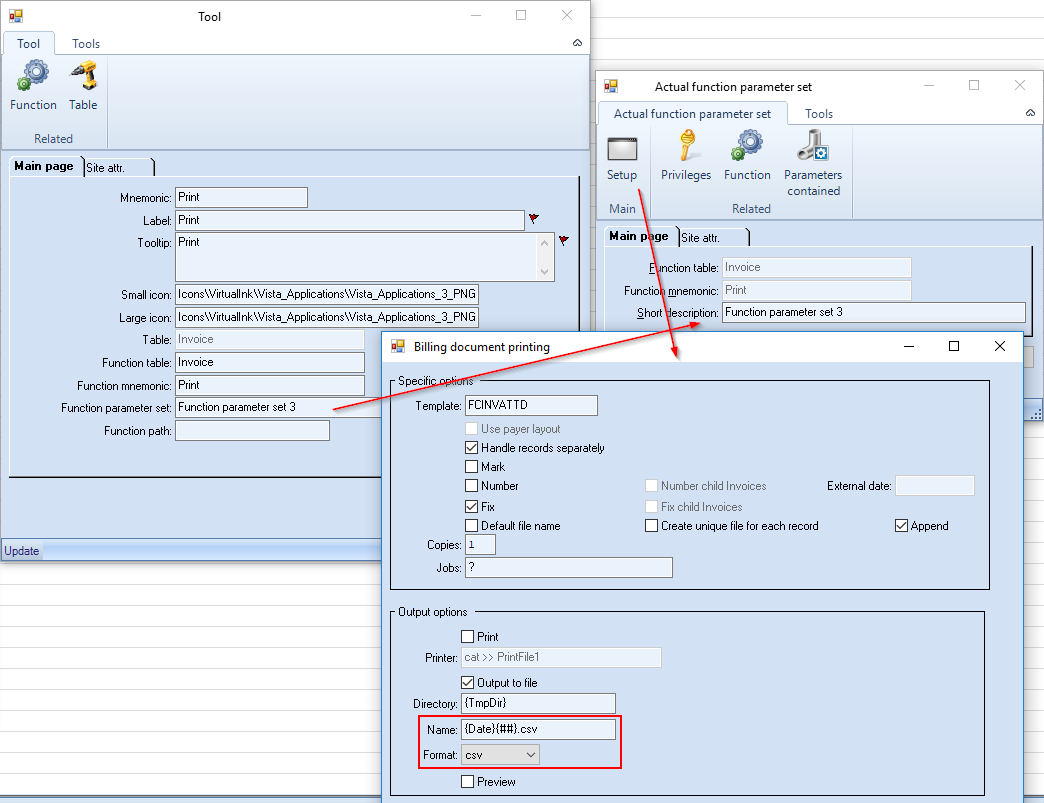 Tool
Tool Tools
Function Table
Related
Main page Site attr.
Mnemonic: Print
Label: Print
Tooltip: Print
Small icon: Icons\VirtualInk\Vista_Applications\Vista_Applications_3_PNG
Large icon: Icons\VirtualInk\Vista_Applications\Vista_Applications_3_PNG
Table: Invoice
Function table: Invoice
Function mnemonic: Print
Function parameter set: Function parameter set 3
Function path:
Update
Actual function parameter set
Actual function parameter set Tools
Setup Privileges Function Parameters
contained
Main Related
Main page Site attr.
Function table: Invoice
Function mnemonic: Print
Short description: Function parameter set 3
Billing document printing
Specific options
Template: FCINVATTD
Use payer layout
Handle records separately
Mark
Number Number child Invoices External date:
Fix Fix child Invoices
Default file name Create unique file for each record Append
Copies: 1
Jobs: ?
Output options
Print
Printer: cat >> PrintFile1
Output to file
Directory: {TmpDir}
Name: {Date}{##}.csv
Format: csv
Preview